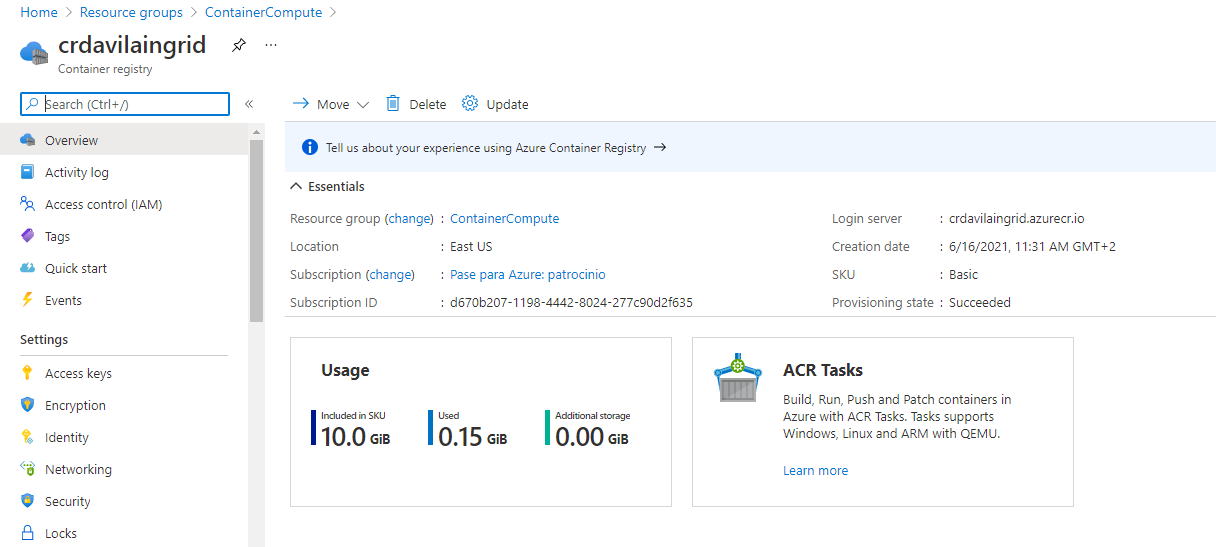 Home > Resource groups > ContainerCompute >
crdavilaingrid
Container registry
Search (Ctrl+/)
«
Overview
Activity log
Access control (IAM)
Tags
Quick start
Events
Settings
Access keys
Encryption
Identity
Networking
Security
Locks
Move Delete Update
Tell us about your experience using Azure Container Registry →
Essentials
Resource group (change) : ContainerCompute
Location : East US
Subscription (change) : Pase para Azure: patrocinio
Subscription ID : d670b207-1198-4442-8024-277c90d2f635
Login server : crdavilaingrid.azurecr.io
Creation date : 6/16/2021, 11:31 AM GMT+2
SKU : Basic
Provisioning state : Succeeded
Usage
Included in SKU
10.0 GiB
Used
0.15 GiB
Additional storage
0.00 GiB
ACR Tasks
Build, Run, Push and Patch containers in
Azure with ACR Tasks. Tasks supports
Windows, Linux and ARM with QEMU.
Learn more